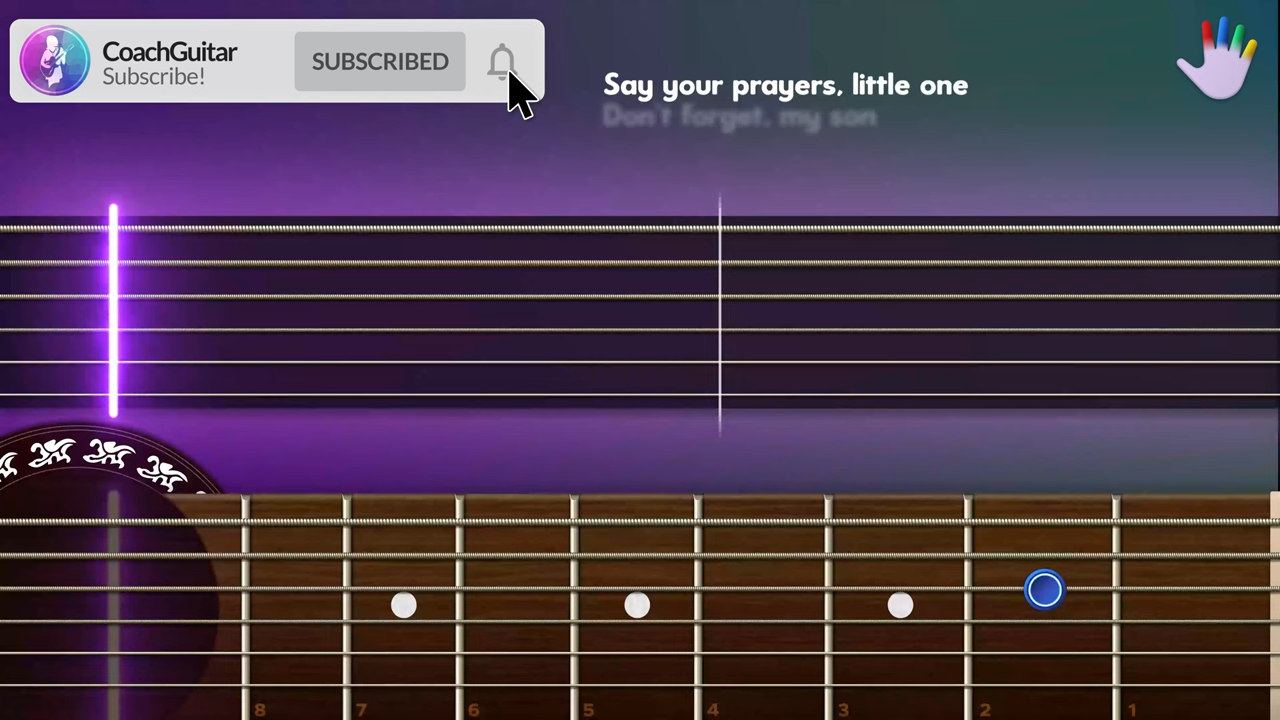 CoachGuitar
Subscribe!
SUBSCRIBED
Say your prayers, little one
Don't forget, my son
8 7 6 5 4 3 2 1